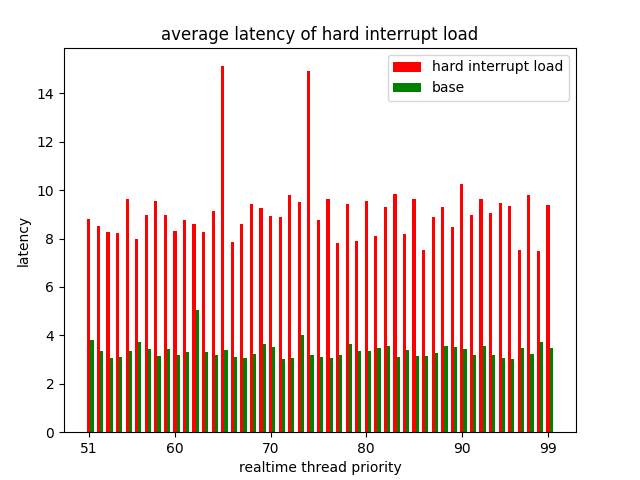 average latency of hard interrupt load
hard interrupt load
base
14
12
10
8
6
4
2
0
latency
51 60 70 80 90 99
realtime thread priority